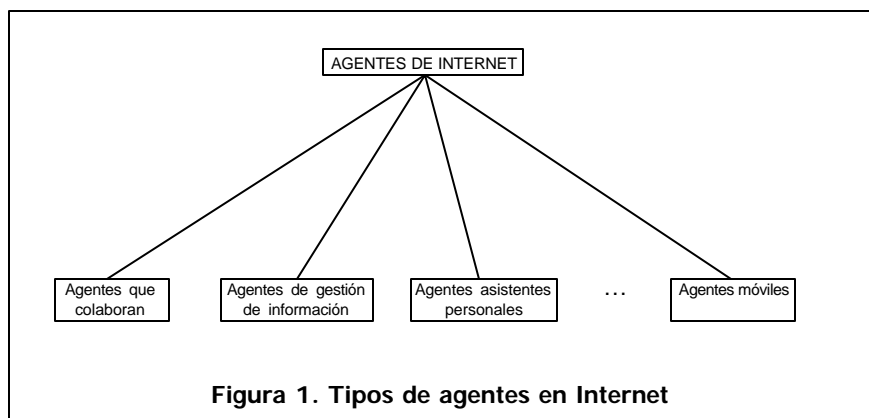 AGENTES DE INTERNET
Agentes que
colaboran
Agentes de gestión
de información
Agentes asistentes
personales
...
Agentes móviles
Figura 1. Tipos de agentes en Internet